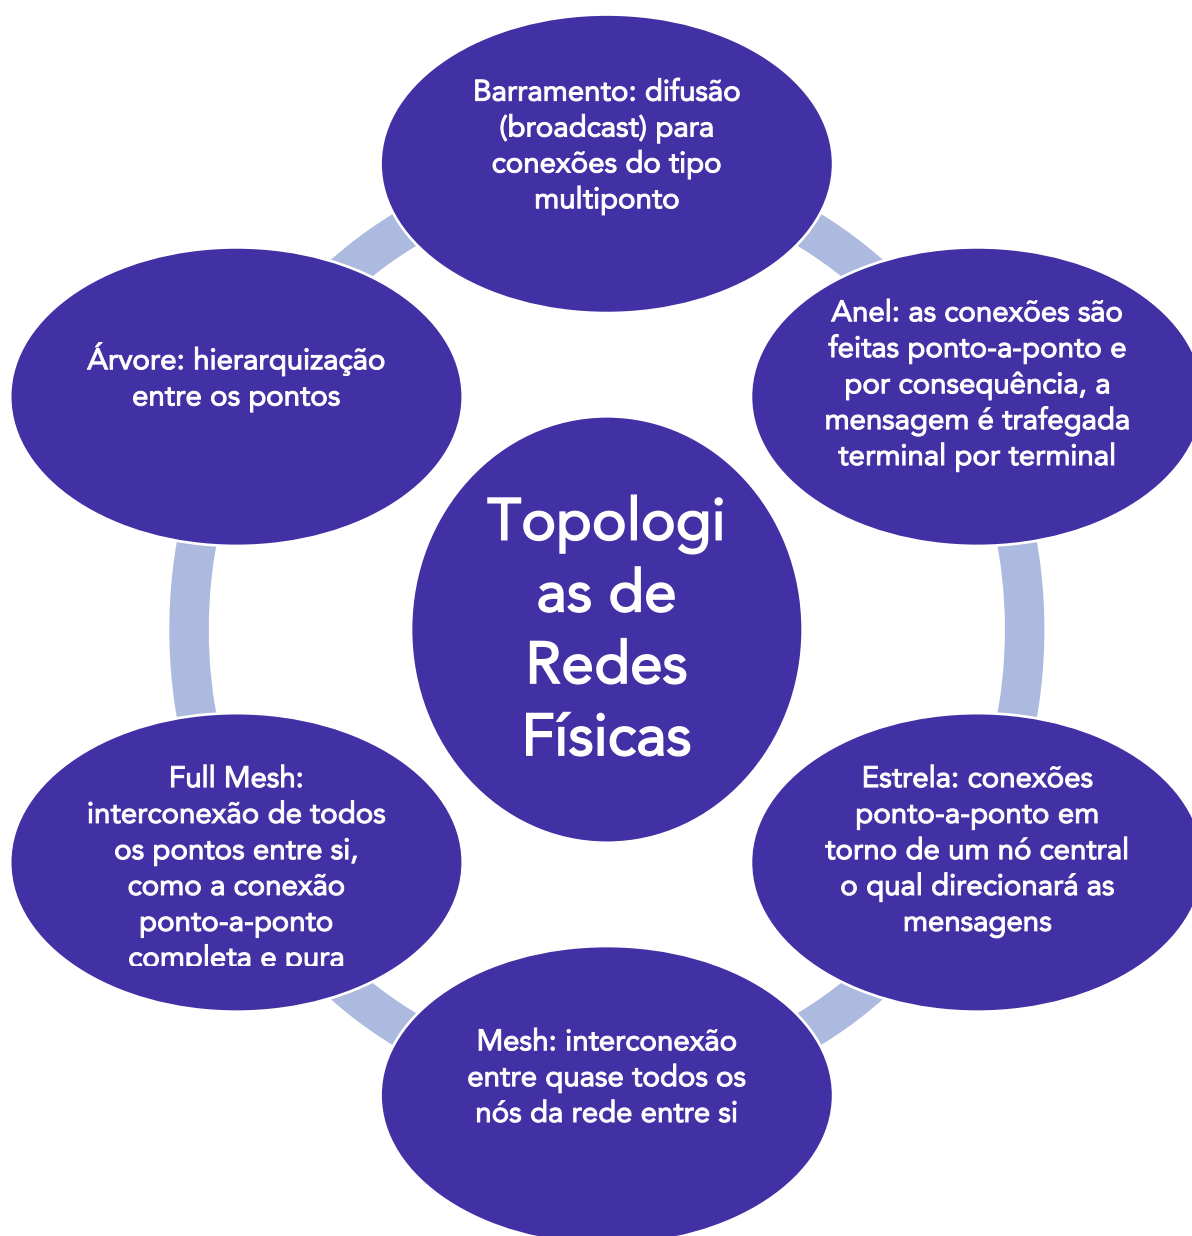 Barramento: difusão
(broadcast) para
conexões do tipo
multiponto
Anel: as conexões são
feitas ponto-a-ponto e
por consequência, a
mensagem é trafegada
terminal por terminal
Estrela: conexões
ponto-a-ponto em
torno de um nó central
o qual direcionará as
mensagens
Mesh: interconexão
entre quase todos os
nós da rede entre si
Full Mesh:
interconexão de todos
os pontos entre si,
como a conexão
ponto-a-ponto
completa e pura
Árvore: hierarquização
entre os pontos
Topologi
as de
Redes
Físicas